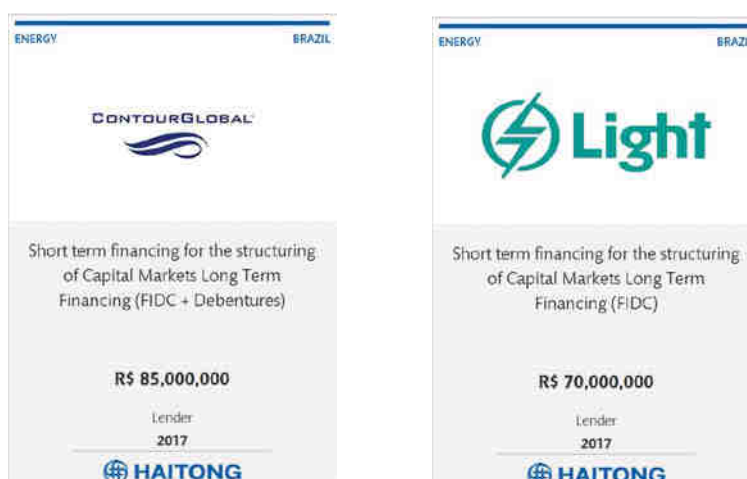 ENERGY BRAZIL
CONTOURGLOBAL
Short term financing for the structuring
of Capital Markets Long Term
Financing (FIDC + Debentures)
R$ 85,000,000
Lender
2017
HAITONG
ENERGY BRAZI
Light
Short term financing for the structuring
of Capital Markets Long Term
Financing (FIDC)
R$ 70,000,000
Lender
2017
HAITONG